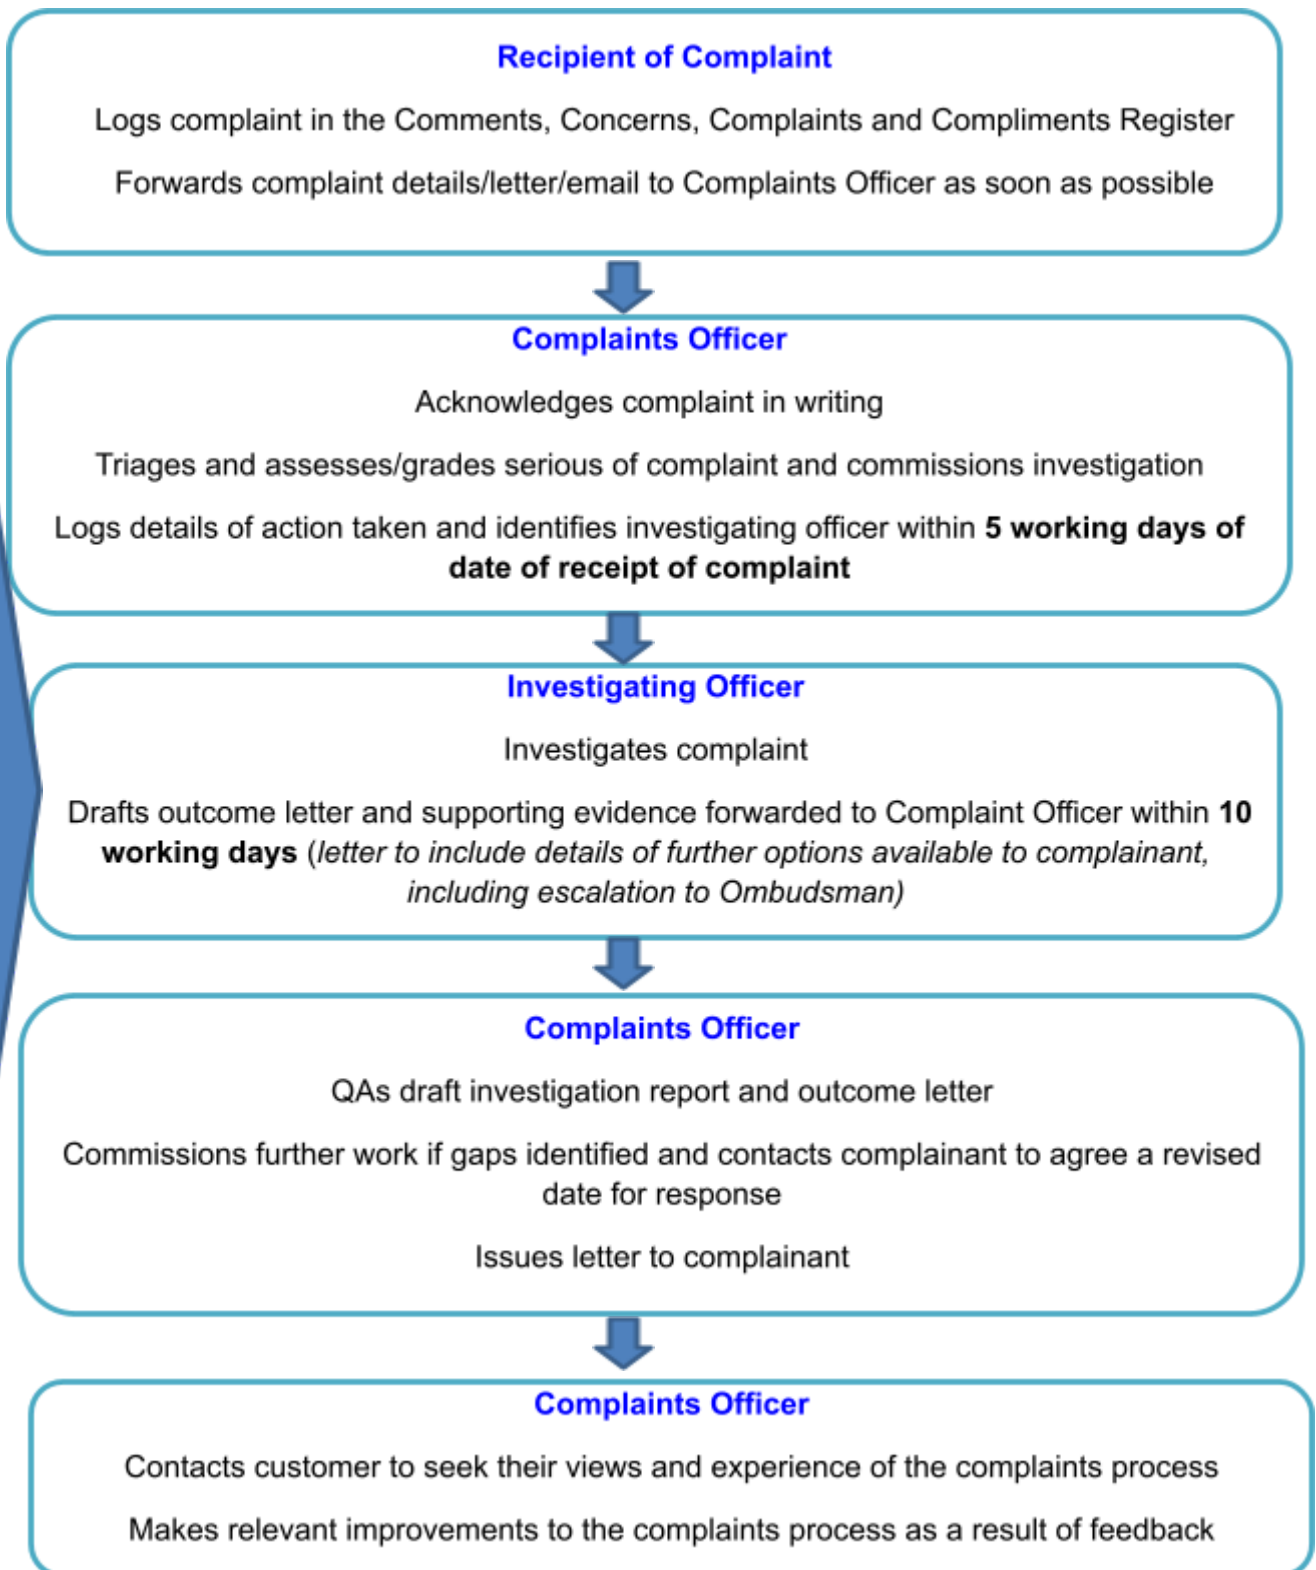 Recipient of Complaint
Logs complaint in the Comments, Concerns, Complaints and Compliments Register
Forwards complaint details/letter/email to Complaints Officer as soon as possible
Complaints Officer
Acknowledges complaint in writing
Triages and assesses/grades serious of complaint and commissions investigation
Logs details of action taken and identifies investigating officer within 5 working days of
date of receipt of complaint
Investigating Officer
Investigates complaint
Drafts outcome letter and supporting evidence forwarded to Complaint Officer within 10
working days (letter to include details of further options available to complainant,
including escalation to Ombudsman)
Complaints Officer
QAs draft investigation report and outcome letter
Commissions further work if gaps identified and contacts complainant to agree a revised
date for response
Issues letter to complainant
Complaints Officer
Contacts customer to seek their views and experience of the complaints process
Makes relevant improvements to the complaints process as a result of feedback